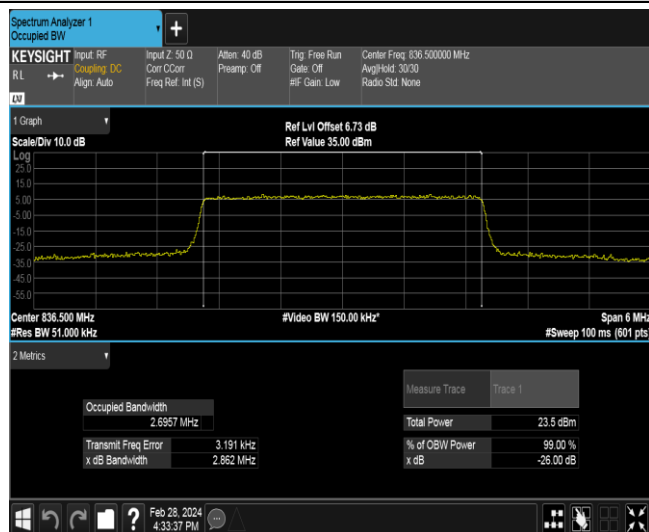 Spectrum Analyzer 1
Occupied BW
+
KEYSIGHT Input: RF Input Z: 50 Ω Atten: 40 dB Trig: Free Run Center Freq: 836.500000 MHz
RL Coupling: DC Corr CCorr Preamp: Off Gate: Off Avg|Hold: 30/30
Align: Auto Freq Ref: Int (S) #IF Gain: Low Radio Std: None
LXI
1 Graph
Ref Lvl Offset 6.73 dB
Scale/Div 10.0 dB Ref Value 35.00 dBm
Log
25.0
15.0
5.00
-5.00
-15.0
-25.0
-35.0
-45.0
-55.0
Center 836.500 MHz #Video BW 150.00 kHz* Span 6 MHz
#Res BW 51.000 kHz #Sweep 100 ms (601 pts
2 Metrics
Measure Trace Trace 1
Occupied Bandwidth
2.6957 MHz Total Power 23.5 dBm
Transmit Freq Error 3.191 kHz % of OBW Power 99.00 %
x dB Bandwidth 2.862 MHz x dB -26.00 dB
? Feb 28, 2024
4:33:37 PM